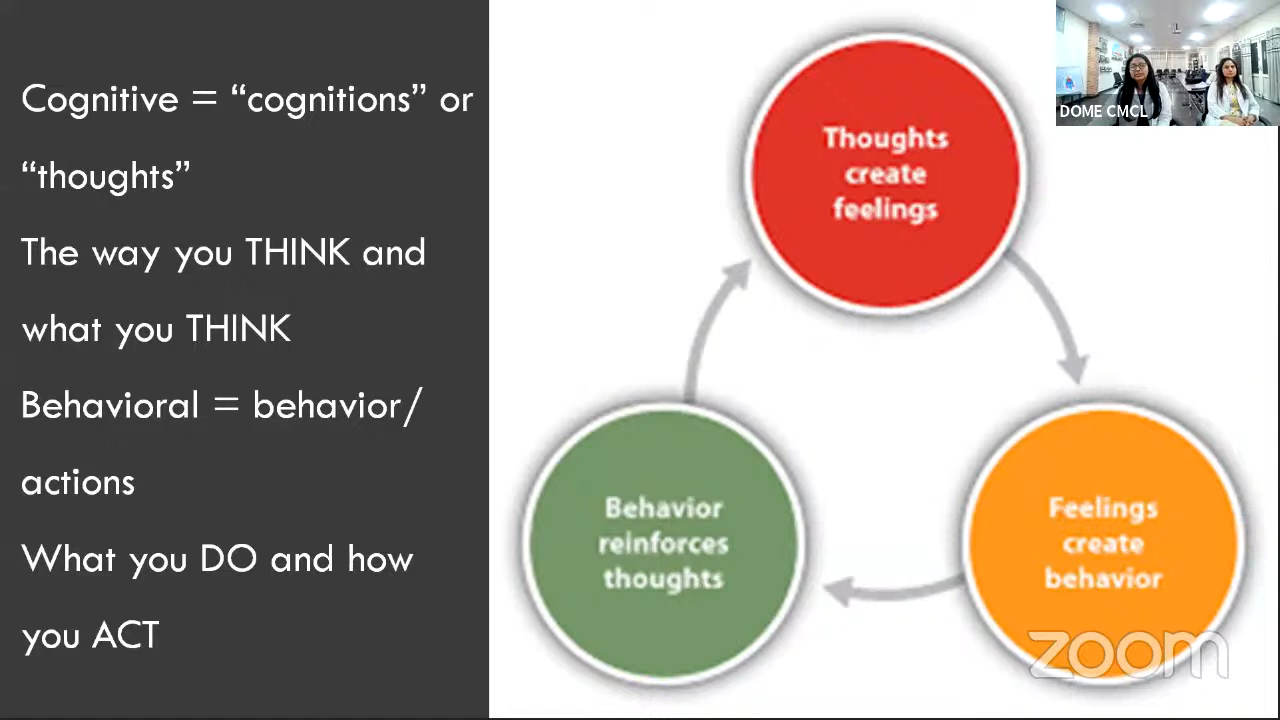 Cognitive = “cognitions” or
“thoughts”
The way you THINK and
what you THINK
Behavioral = behavior/
actions
What you DO and how
you ACT
Thoughts
create
feelings
Feelings
create
behavior
Behavior
reinforces
thoughts
DOME CMCL
zoom